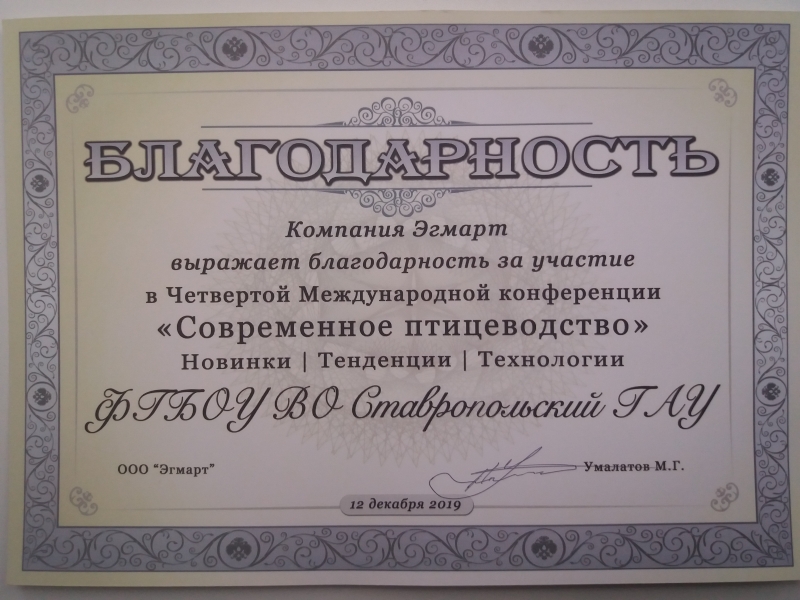 БЛАГОДАРНОСТЬ
Компания Эгмарт
выражает благодарность за участие
в Четвертой Международной конференции
«Современное птицеводство»
Новинки | Тенденции | Технологии
ФГБОУ ВО Ставропольский ГАУ
ООО "Эгмарт"
Умалатов М.Г.
12 декабря 2019